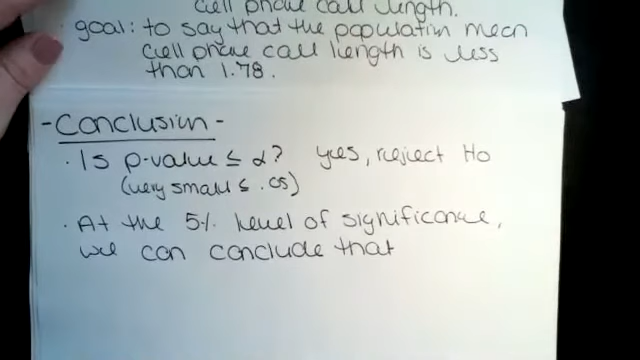 cell phone call length.
goal: to say that the population mean
cell phone call length is less
than 1.78.
- Conclusion -
· Is p-value ≤ α? yes, reject Ho
(very small ≤ .05)
· At the 5% level of significance,
we can conclude that